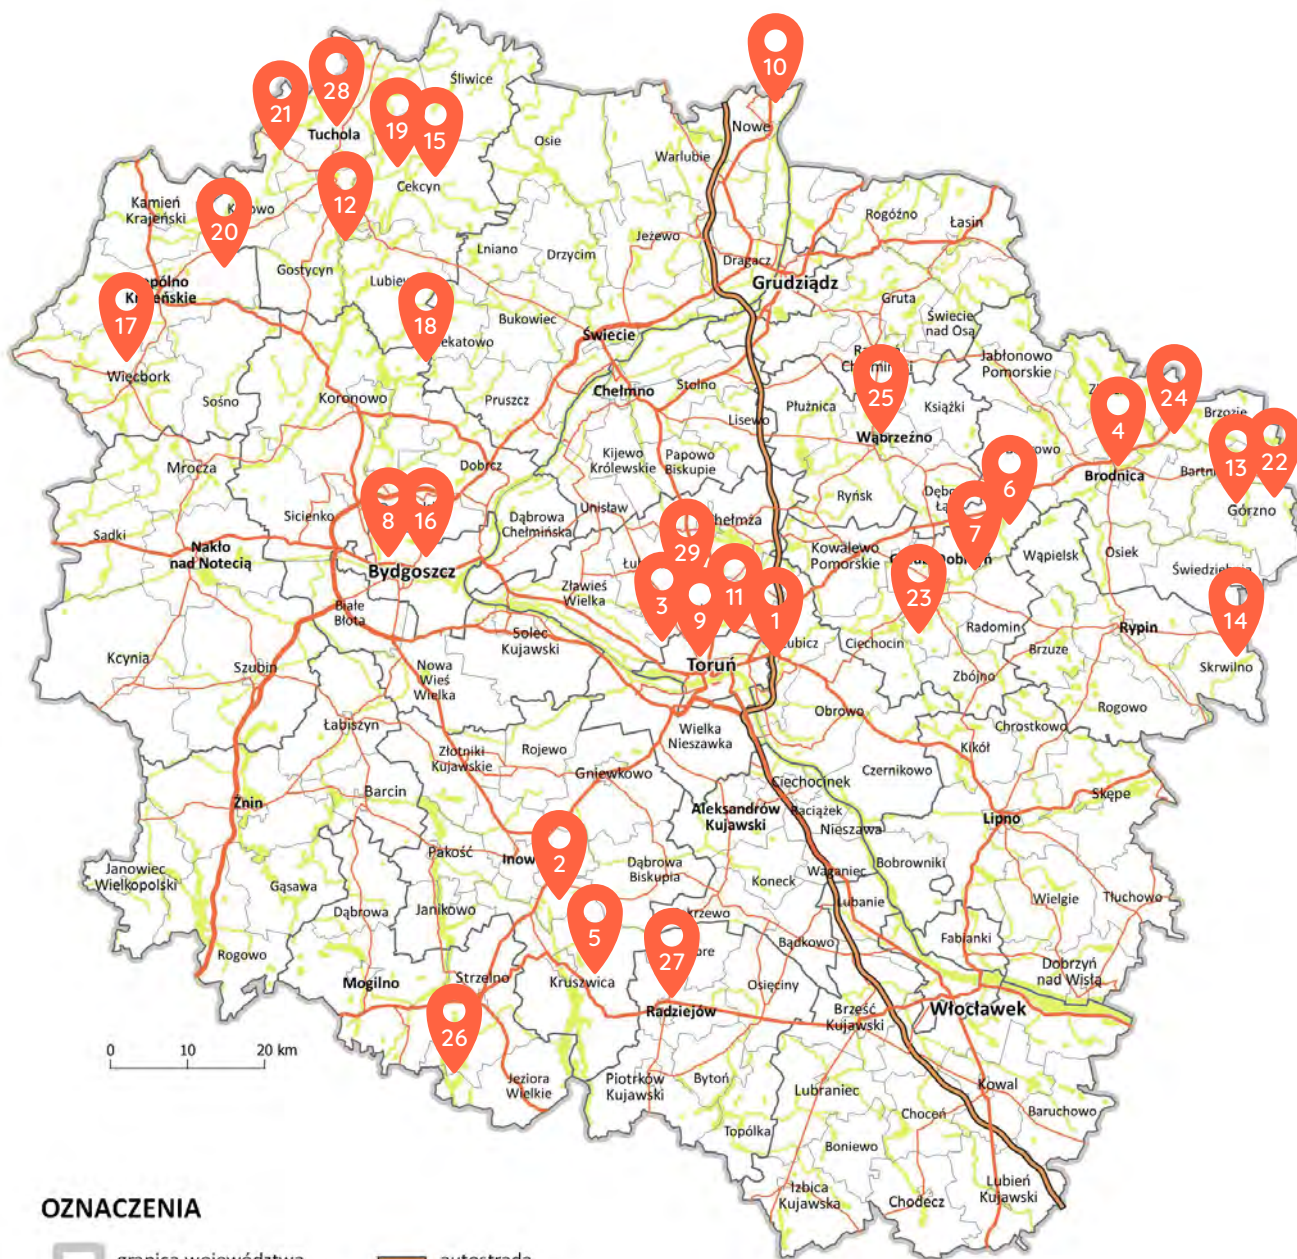 10
28
Śliwice
21
19
15
Nowe
Tuchola
Osie
Warlubie
12
Cekcyn
Kamień
Krajeński
20
Rogóźno
Łasin
Jeżewo
Lniano
Drzycim
Dragacz
Gostycyn
Grudziądz
17
18
Gruta
Bukowiec
Świecie
Świecie
nad Osą
Jabłonowo
Pomorskie
Więcbork
Chełmno
Stolno
25
24
4
Sośno
Koronowo
Pruszcz
Płużnica
Książki
Lisewo
Brzozie
Wąbrzeźno
Kijewo
Królewskie
Papowo
Biskupie
Mrocza
Dobrcz
6
Brodnica
13
22
8
16
Ryńsk
Górzno
Sicienko
Unisław
Dąbrowa
Chełmińska
7
Sadki
29
Nakło
nad Notecią
Kowalewo
Pomorskie
Wąpielsk
Osiek
Bydgoszcz
3
9
11
1
23
14
Zławieś
Wielka
Białe
Błota
Solec
Kujawski
Ciechocin
Radomin
Rypin
Kcynia
Szubin
Toruń
Brzuze
Skrwilno
Nowa
Wieś
Wielka
Zbójno
Rogowo
Łabiszyn
Obrowo
Chrostkowo
Wielka
Nieszawka
Złotniki
Kujawskie
Rojewo
Kikół
Gniewkowo
Czernikowo
Ciechocinek
Żnin
Barcin
Aleksandrów
Kujawski
Raciążek
Skępe
Lipno
Nieszawa
2
Pakość
Janowiec
Wielkopolski
Dąbrowa
Biskupia
Bobrowniki
Gąsawa
Koneck
Waganiec
Wielgie
Tłuchowo
Dąbrowa
Janikowo
5
Lubanie
Rogowo
27
Bądkowo
Fabianki
Mogilno
Strzelno
Kruszwica
Osięciny
Dobrzyń
nad Wisłą
Radziejów
Brześć
Kujawski
Włocławek
26
0 10 20 km
Jeziora
Wielkie
Piotrków
Kujawski
Bytoń
Lubraniec
Kowal
Choceń
Baruchowo
Topólka
Boniewo
Izbica
Kujawska
Chodecz
Lubień
Kujawski
OZNACZENIA
granica województwa
autostrada